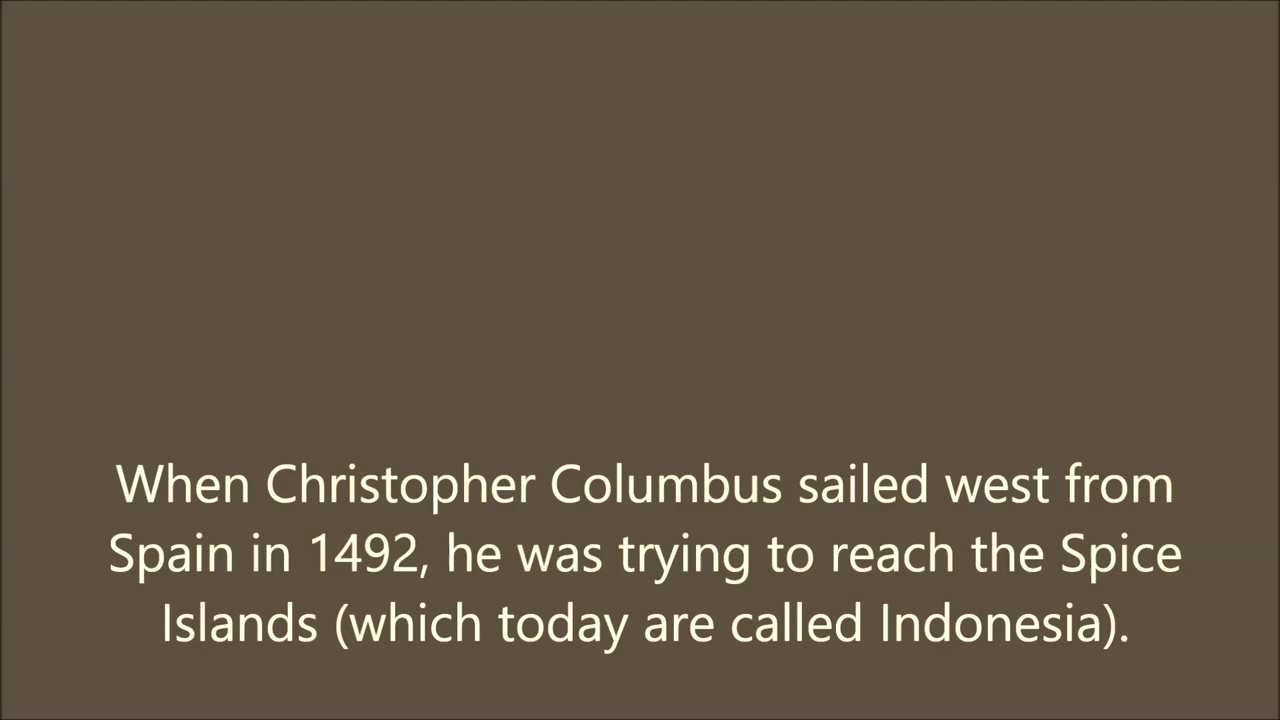 When Christopher Columbus sailed west from
Spain in 1492, he was trying to reach the Spice
Islands (which today are called Indonesia).